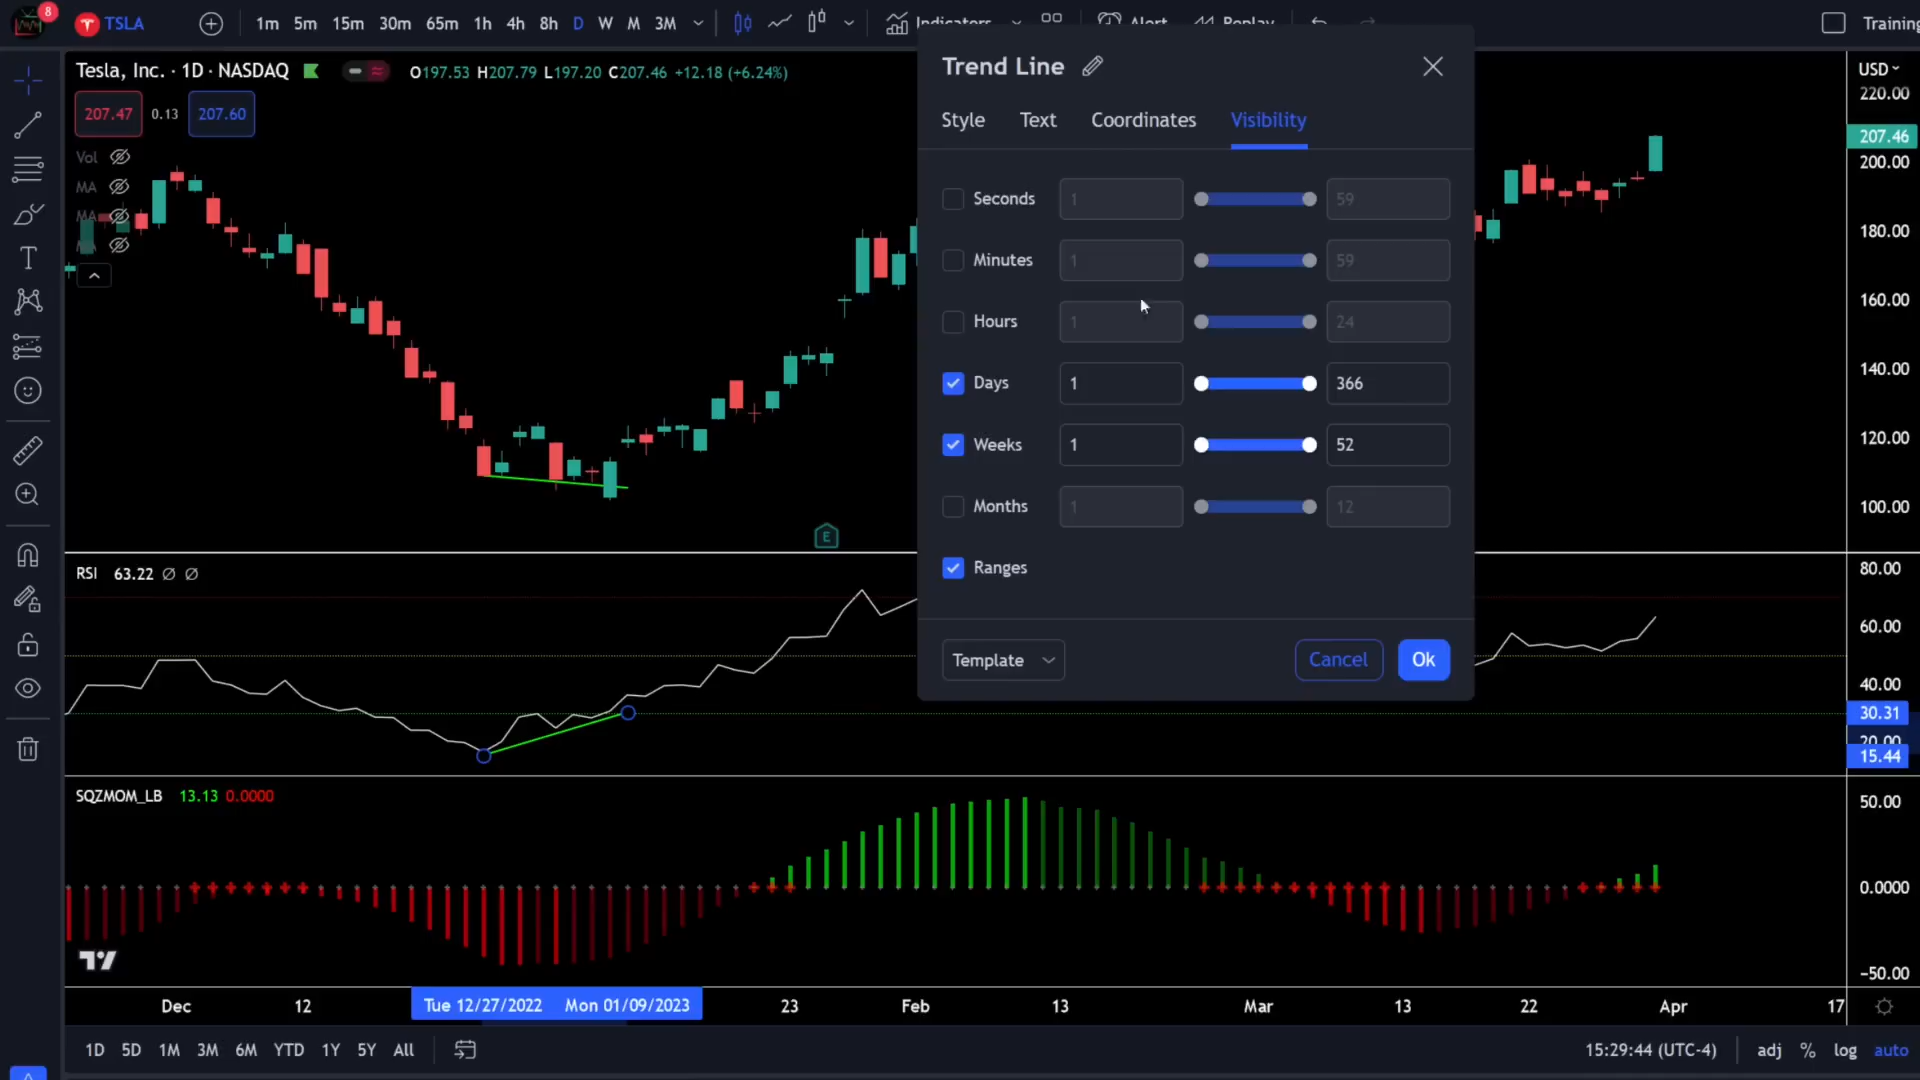 8
TSLA
1m 5m 15m 30m 65m 1h 4h 8h D W M 3M
Indicators
Alert
Replay
Training
Tesla, Inc. · 1D · NASDAQ
O197.53 H207.79 L197.20 C207.46 +12.18 (+6.24%)
207.47 0.13 207.60
Vol
MA
MA
E
USD
220.00
207.46
200.00
180.00
160.00
140.00
120.00
100.00
Trend Line
Style Text Coordinates Visibility
Seconds 1 59
Minutes 1 59
Hours 1 24
Days 1 366
Weeks 1 52
Months 1 12
Ranges
Template
Cancel
Ok
RSI 63.22 Ø Ø
80.00
60.00
40.00
30.31
20.00
15.44
SQZMOM_LB 13.13 0.0000
50.00
0.0000
−50.00
Dec 12 Tue 12/27/2022 Mon 01/09/2023 23 Feb 13 Mar 13 22 Apr 17
1D 5D 1M 3M 6M YTD 1Y 5Y All
15:29:44 (UTC-4) adj % log auto